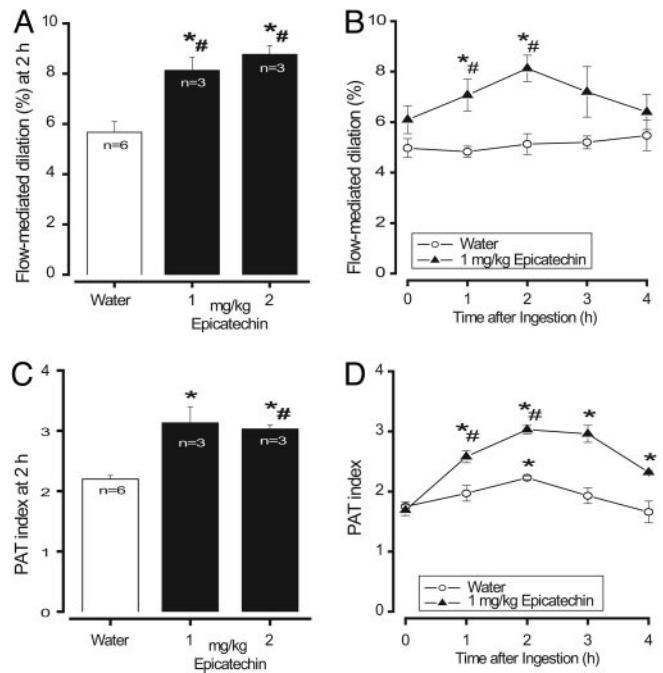 A
Flow-mediated dilation (%) at 2 h
10
8
6
4
2
0
*#
*#
n=3
n=3
n=6
Water
1 mg/kg 2
Epicatechin
B
Flow-mediated dilation (%)
10
8
6
4
2
0
*#
*#
Water
1 mg/kg Epicatechin
0 1 2 3 4
Time after Ingestion (h)
C
PAT index at 2 h
4
3
2
1
0
*
*#
n=3
n=3
n=6
Water
1 mg/kg 2
Epicatechin
D
PAT index
4
3
2
1
0
*#
*#
*
*
*
Water
1 mg/kg Epicatechin
0 1 2 3 4
Time after Ingestion (h)